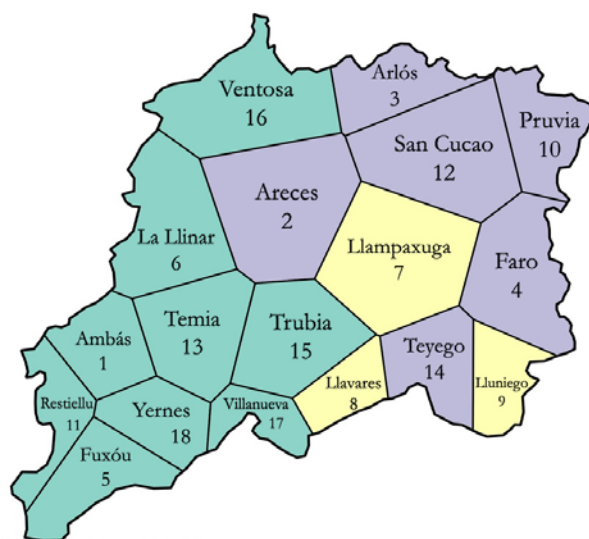 Ventosa
16
Arlós
3
Pruvia
10
San Cucao
12
Areces
2
La Llinar
6
Llampaxuga
7
Faro
4
Ambás
1
Temia
13
Trubia
15
Teyego
14
Llavares
8
Lluniego
9
Restiellu
11
Yernes
18
Villanueva
17
Fuxóu
5